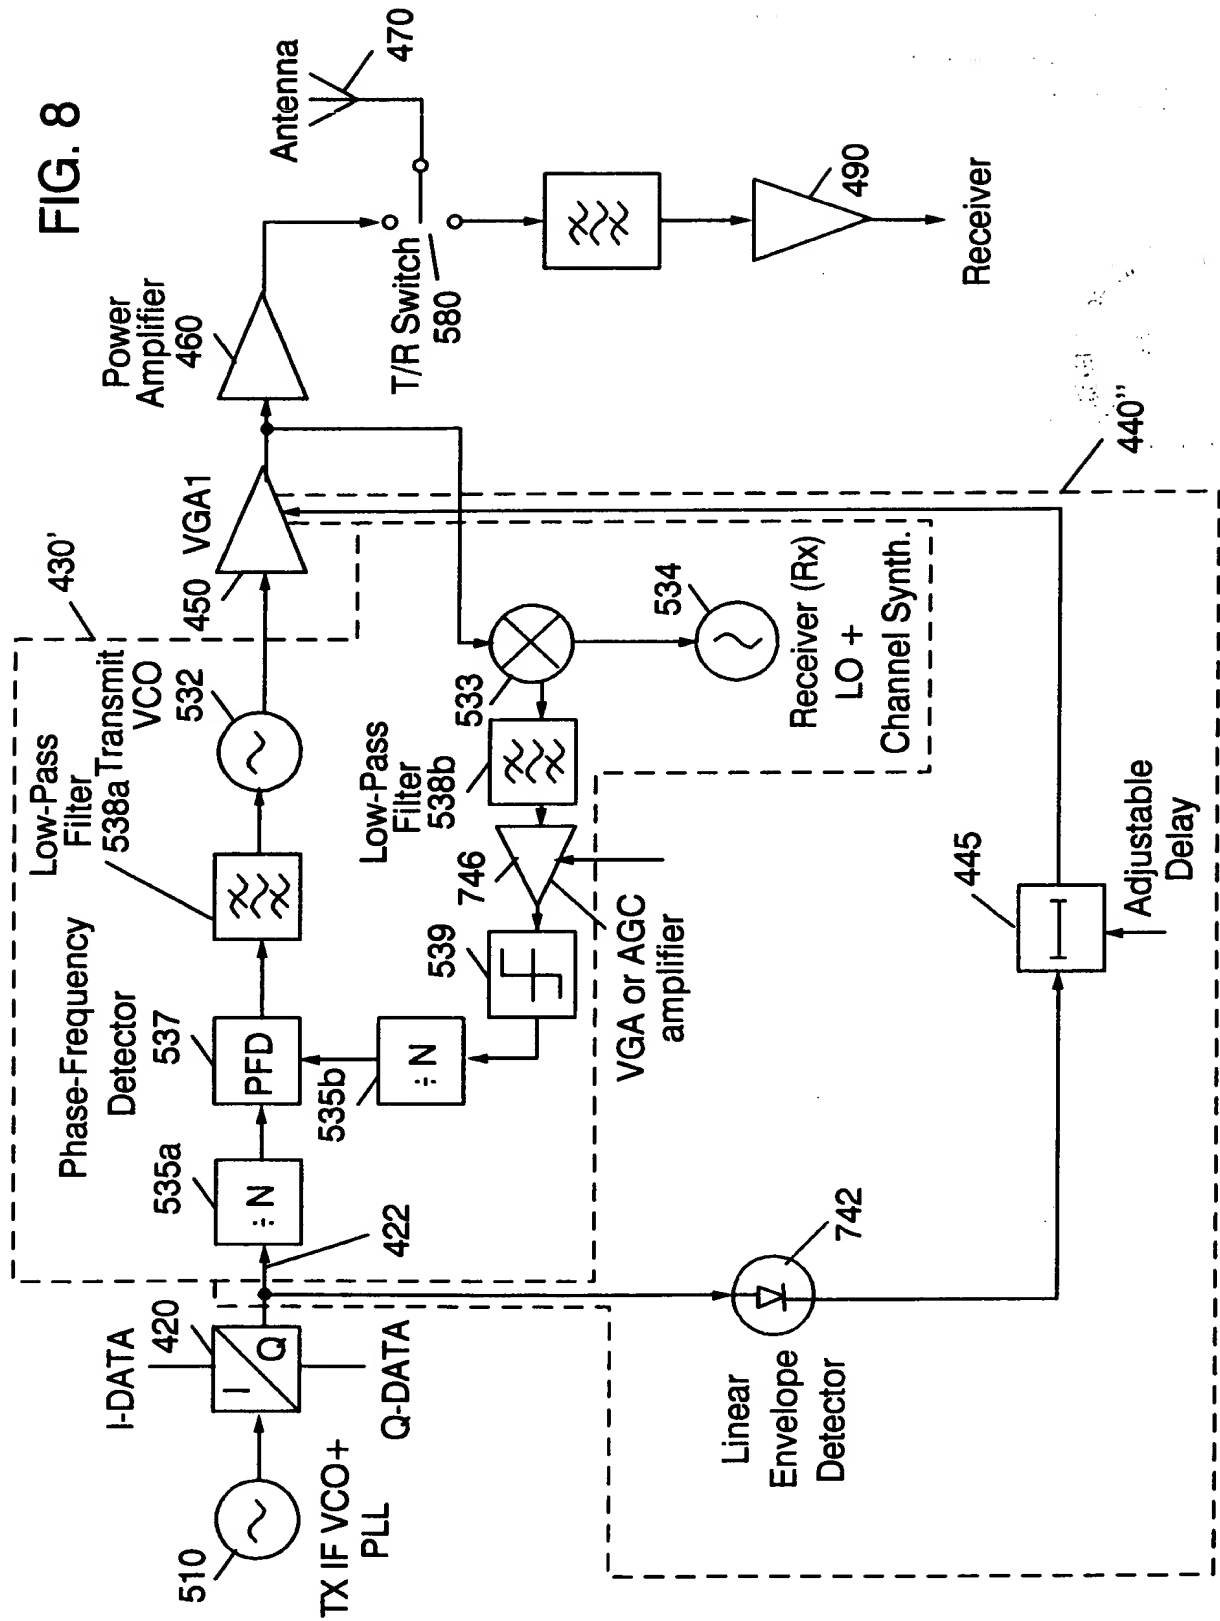 FIG. 8
Antenna
470
Power
Amplifier
460
T/R Switch
580
490
Receiver
430'
VGA1
450
440"
Low-Pass
Filter
538a
Transmit
VCO
532
Phase-Frequency
Detector
537
PFD
535a
÷N
535b
÷N
533
534
Receiver (Rx)
LO +
Channel Synth.
Low-Pass
Filter
538b
746
539
VGA or AGC
amplifier
I-DATA
420
I
Q
Q-DATA
422
510
TX IF VCO+
PLL
Linear
Envelope
Detector
742
445
Adjustable
Delay